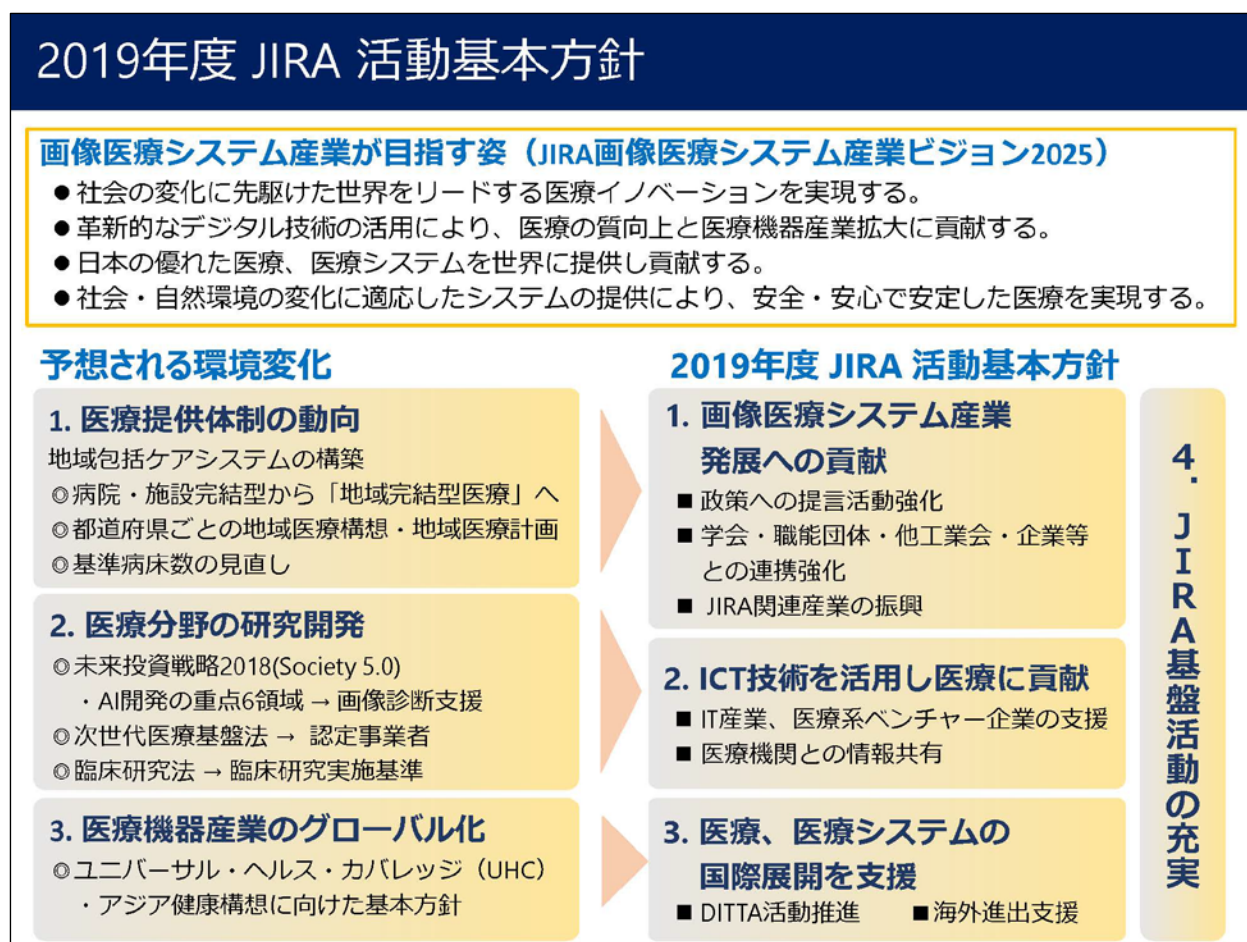 2019年度 JIRA 活動基本方針
画像医療システム産業が目指す姿（JIRA画像医療システム産業ビジョン2025）
●社会の変化に先駆けた世界をリードする医療イノベーションを実現する。
●革新的なデジタル技術の活用により、医療の質向上と医療機器産業拡大に貢献する。
●日本の優れた医療、医療システムを世界に提供し貢献する。
●社会・自然環境の変化に適応したシステムの提供により、安全・安心で安定した医療を実現する。
予想される環境変化
1. 医療提供体制の動向
地域包括ケアシステムの構築
◎病院・施設完結型から「地域完結型医療」へ
◎都道府県ごとの地域医療構想・地域医療計画
◎基準病床数の見直し
2. 医療分野の研究開発
◎未来投資戦略2018(Society 5.0)
・AI開発の重点6領域 → 画像診断支援
◎次世代医療基盤法 → 認定事業者
◎臨床研究法 → 臨床研究実施基準
3. 医療機器産業のグローバル化
◎ユニバーサル・ヘルス・カバレッジ（UHC）
・アジア健康構想に向けた基本方針
2019年度 JIRA 活動基本方針
1. 画像医療システム産業
発展への貢献
■ 政策への提言活動強化
■ 学会・職能団体・他工業会・企業等
との連携強化
■ JIRA関連産業の振興
2. ICT技術を活用し医療に貢献
■ IT産業、医療系ベンチャー企業の支援
■ 医療機関との情報共有
3. 医療、医療システムの
国際展開を支援
■ DITTA活動推進 ■海外進出支援
4．JIRA基盤活動の充実